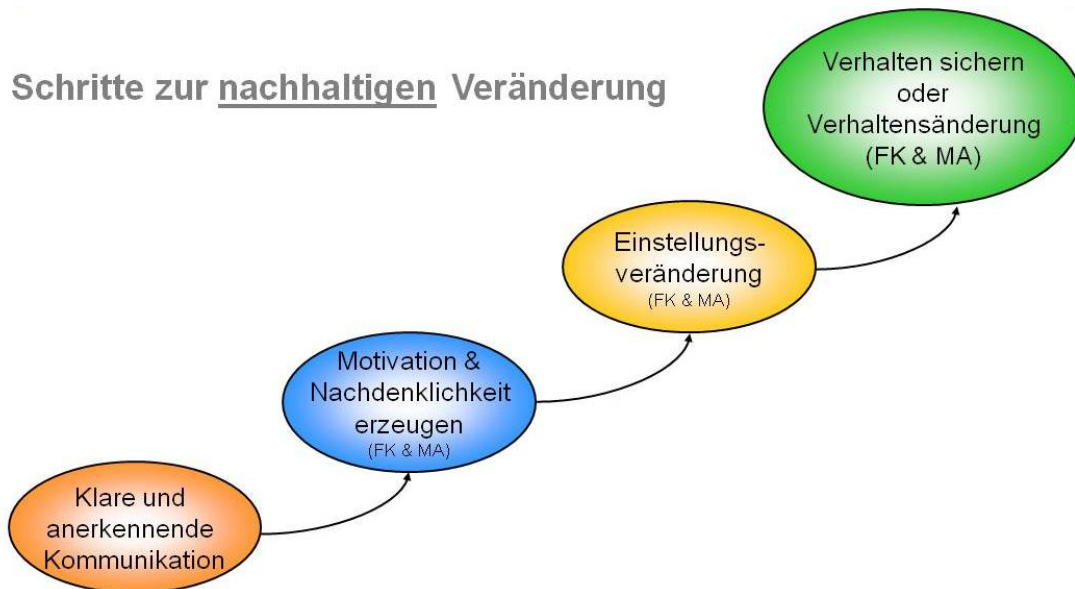 Schritte zur nachhaltigen Veränderung
Verhalten sichern
oder
Verhaltensänderung
(FK & MA)
Einstellungs-
veränderung
(FK & MA)
Motivation &
Nachdenklichkeit
erzeugen
(FK & MA)
Klare und
anerkennende
Kommunikation